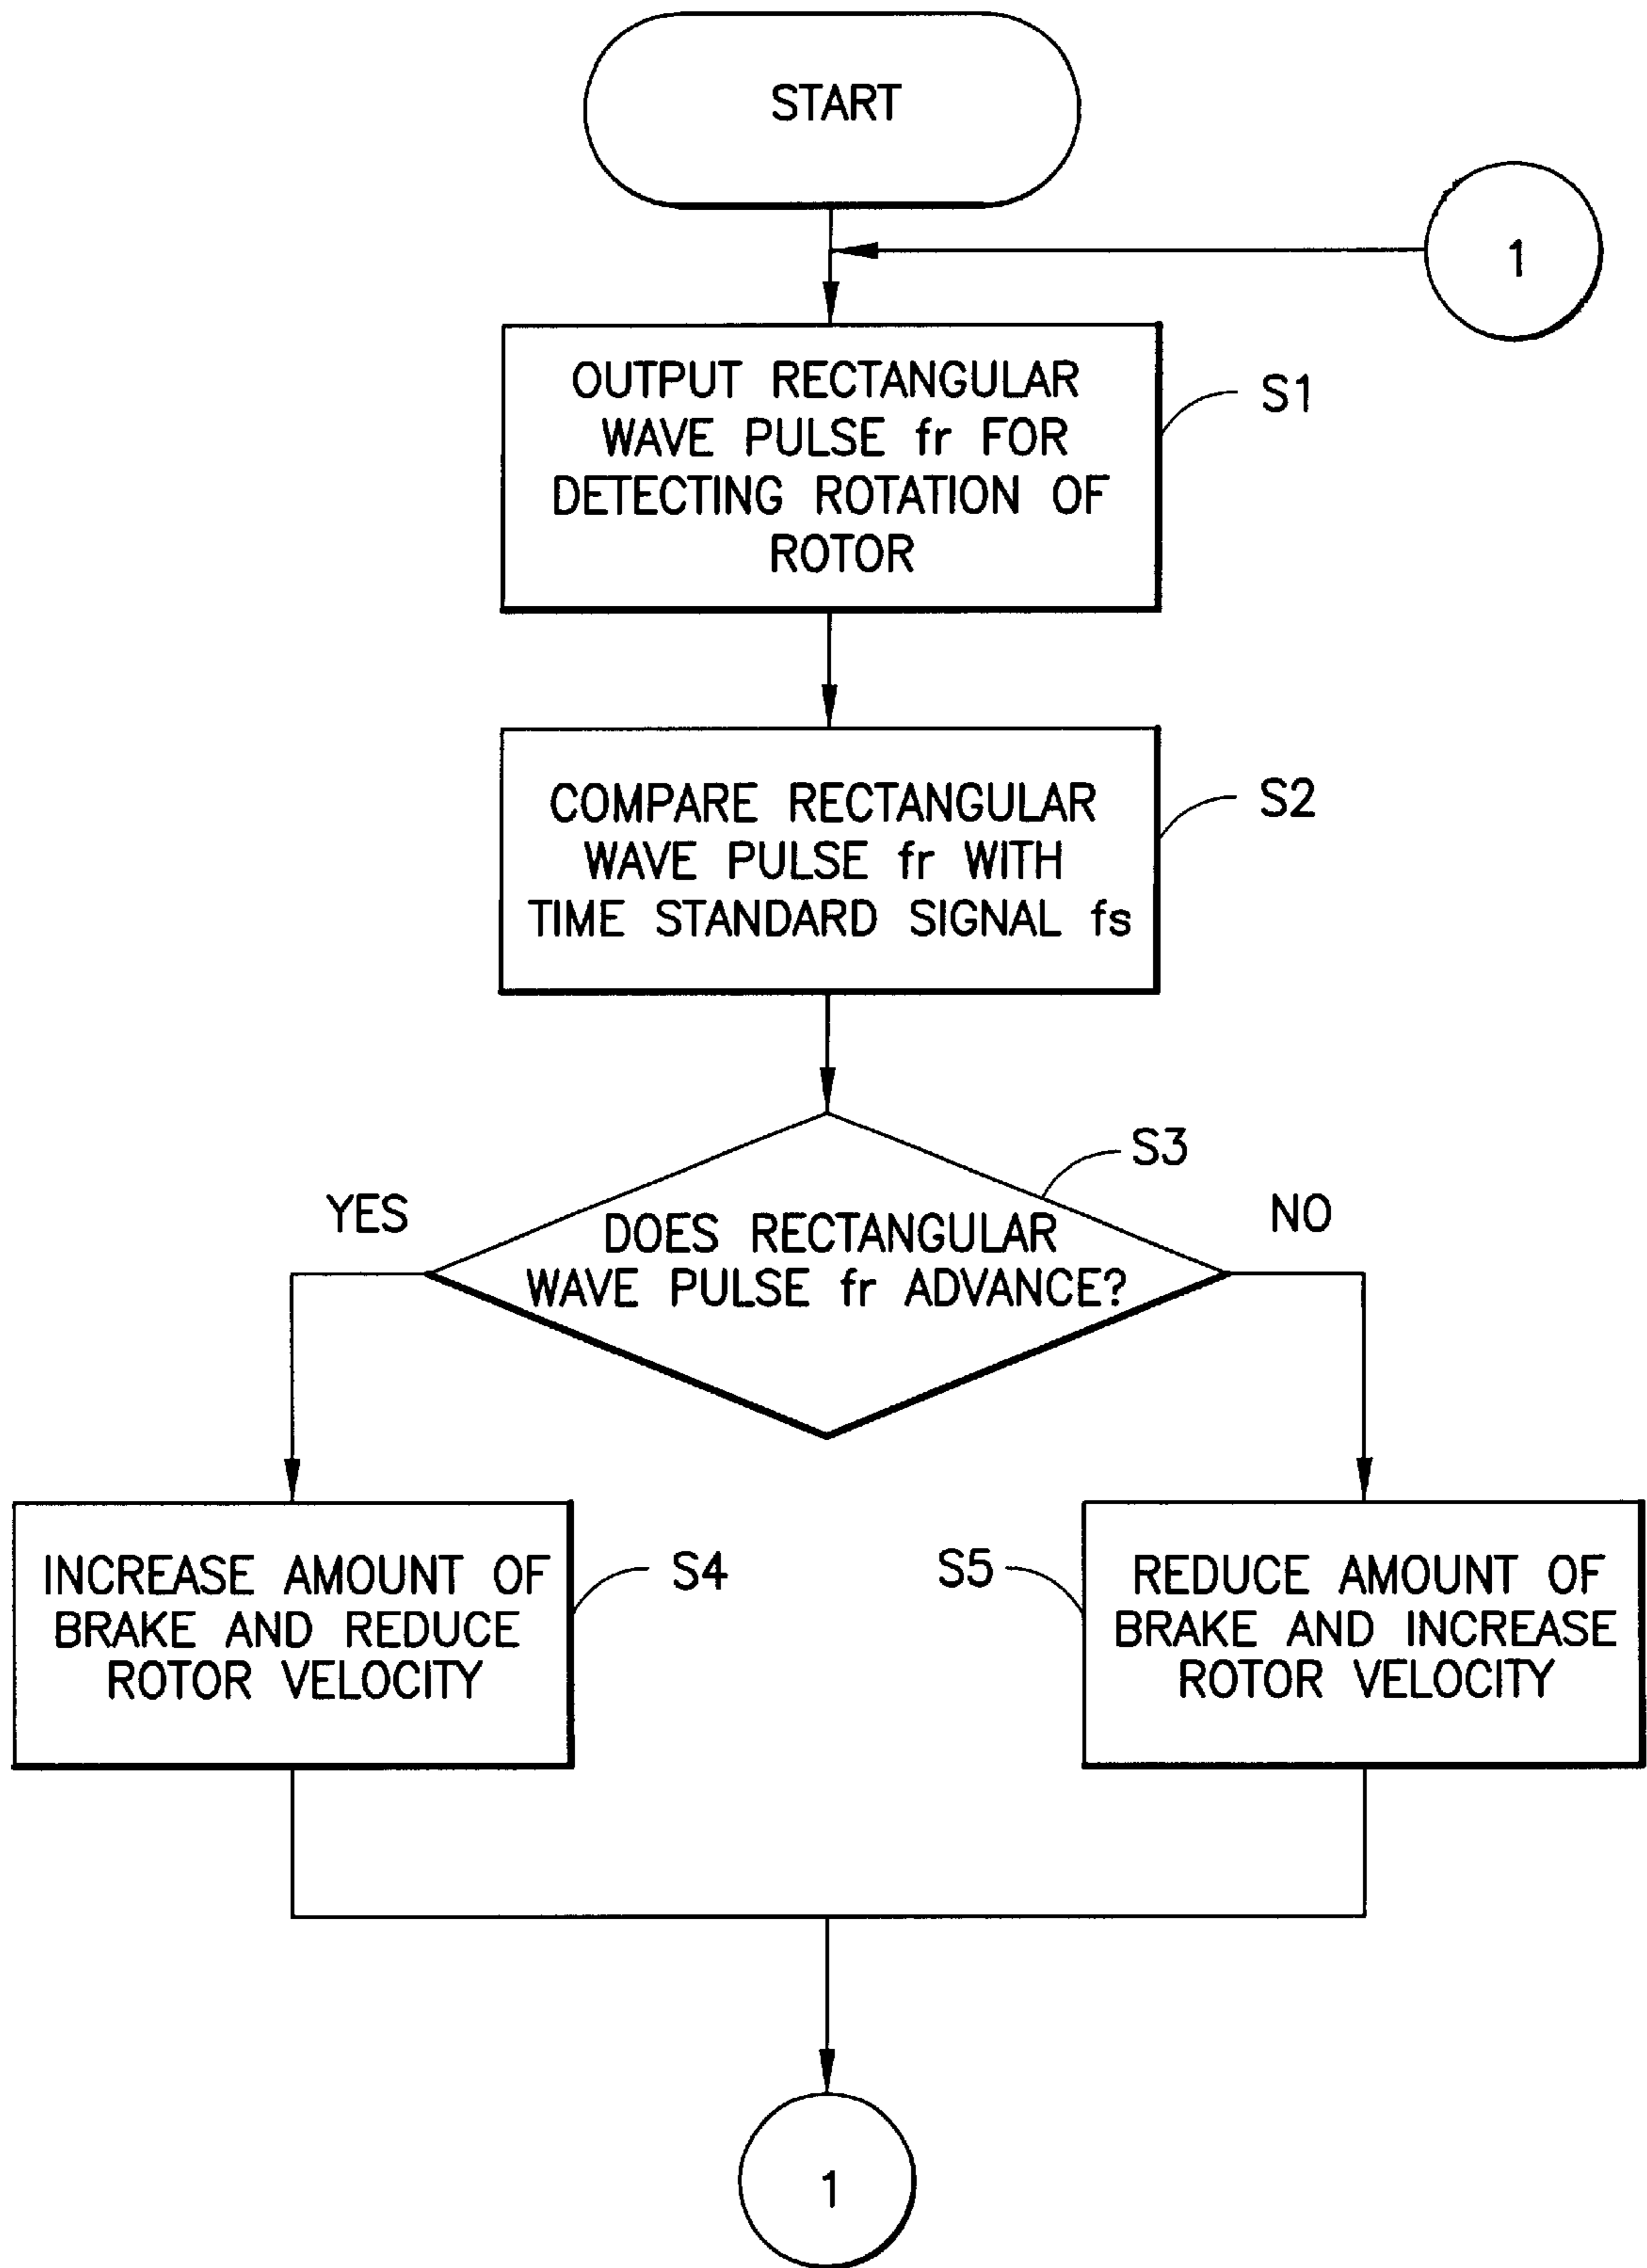 START
1
OUTPUT RECTANGULAR
WAVE PULSE fr FOR
DETECTING ROTATION OF
ROTOR
S1
COMPARE RECTANGULAR
WAVE PULSE fr WITH
TIME STANDARD SIGNAL fs
S2
S3
YES
NO
DOES RECTANGULAR
WAVE PULSE fr ADVANCE?
INCREASE AMOUNT OF
BRAKE AND REDUCE
ROTOR VELOCITY
S4
S5
REDUCE AMOUNT OF
BRAKE AND INCREASE
ROTOR VELOCITY
1